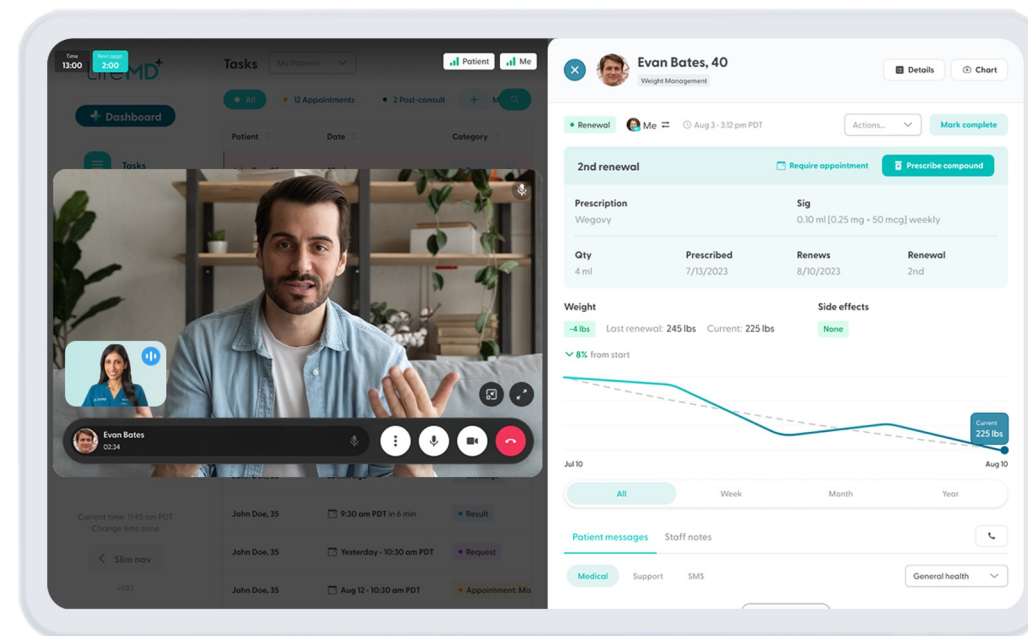 Time
13:00
Next appt
2:00
LifeMD+
Tasks
My Patients
Patient
Me
All
12 Appointments
2 Post-consult
+
Dashboard
Patient
Date
Category
Tasks
Evan Bates
02:34
John Doe, 35
9:30 am PDT in 6 min
Result
John Doe, 35
Yesterday - 10:30 am PDT
Request
John Doe, 35
Aug 12 - 10:30 am PDT
Appointment: Mis
Current time: 11:45 am PDT
Change time zone
Slim nav
Evan Bates, 40
Weight Management
Details
Chart
Renewal
Me
Aug 3 - 3:12 pm PDT
Actions...
Mark complete
2nd renewal
Require appointment
Prescribe compound
Prescription
Wegovy
Sig
0.10 ml [0.25 mg + 50 mcg] weekly
Qty
4 ml
Prescribed
7/13/2023
Renews
8/10/2023
Renewal
2nd
Weight
-4 lbs
Last renewal: 245 lbs
Current: 225 lbs
Side effects
None
8% from start
Current
225 lbs
Jul 10
Aug 10
All
Week
Month
Year
Patient messages
Staff notes
Medical
Support
SMS
General health